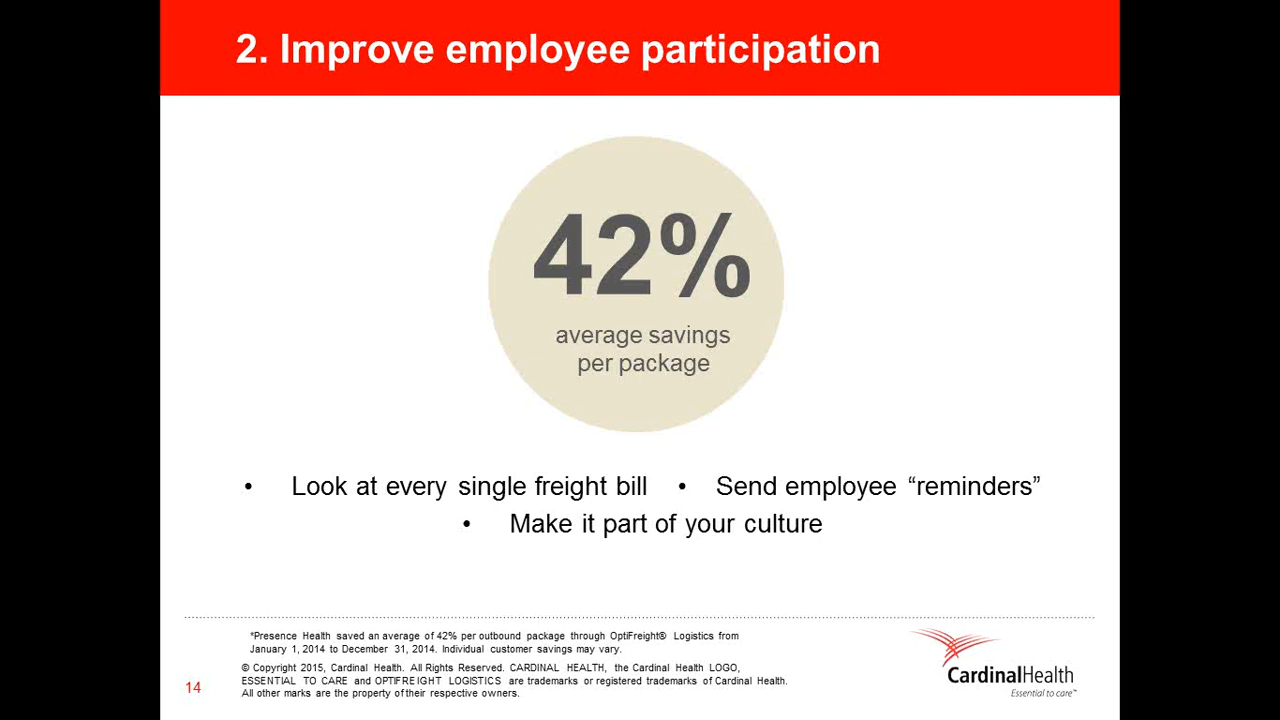 2. Improve employee participation
42%
average savings
per package
• Look at every single freight bill • Send employee “reminders”
• Make it part of your culture
*Presence Health saved an average of 42% per outbound package through OptiFreight® Logistics from
January 1, 2014 to December 31, 2014. Individual customer savings may vary.
© Copyright 2015, Cardinal Health. All Rights Reserved. CARDINAL HEALTH, the Cardinal Health LOGO,
ESSENTIAL TO CARE and OPTIFREIGHT LOGISTICS are trademarks or registered trademarks of Cardinal Health.
All other marks are the property of their respective owners.
14
CardinalHealth
Essential to care™